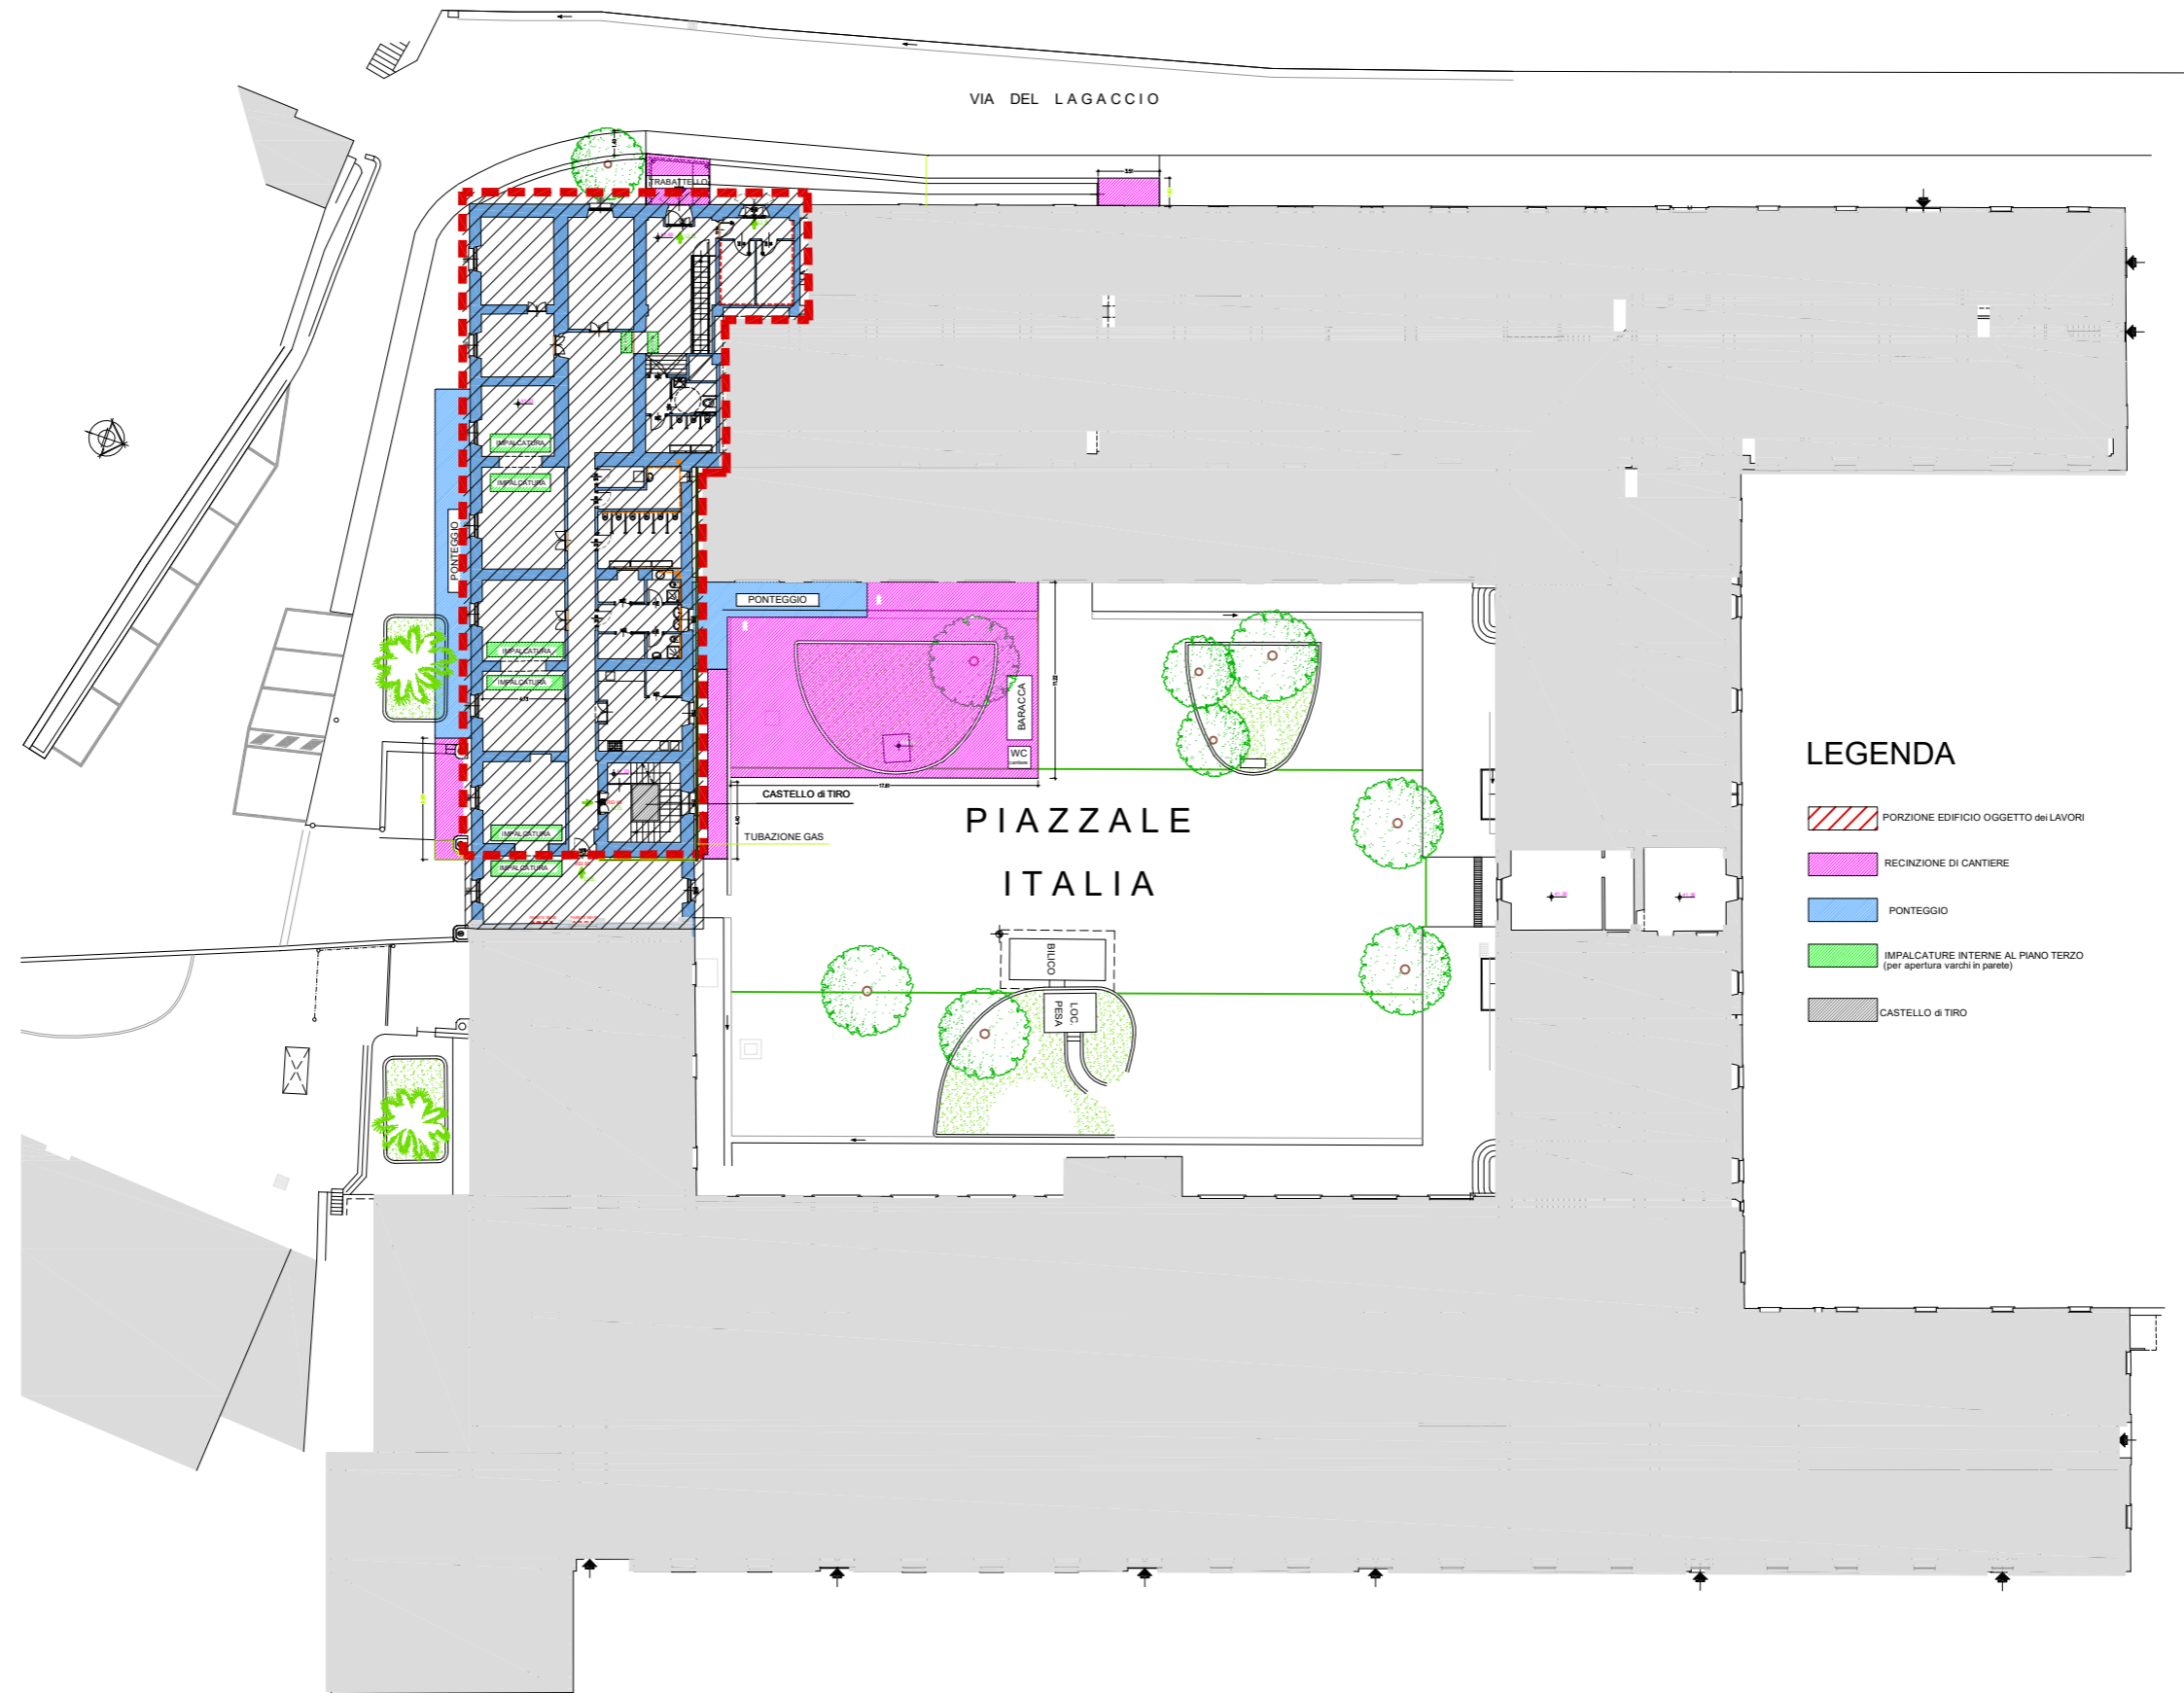 VIA DEL LAGACCIO
TRABATTELLO
IMPALCATURA
IMPALCATURA
PONTEGGIO
PONTEGGIO
IMPALCATURA
IMPALCATURA
BARACCA
WC
cantiere
CASTELLO di TIRO
TUBAZIONE GAS
IMPALCATURA
IMPALCATURA
PIAZZALE
ITALIA
BILICO
LOC.
PESA
LEGENDA
PORZIONE EDIFICIO OGGETTO dei LAVORI
RECINZIONE DI CANTIERE
PONTEGGIO
IMPALCATURE INTERNE AL PIANO TERZO
(per apertura varchi in parete)
CASTELLO di TIRO